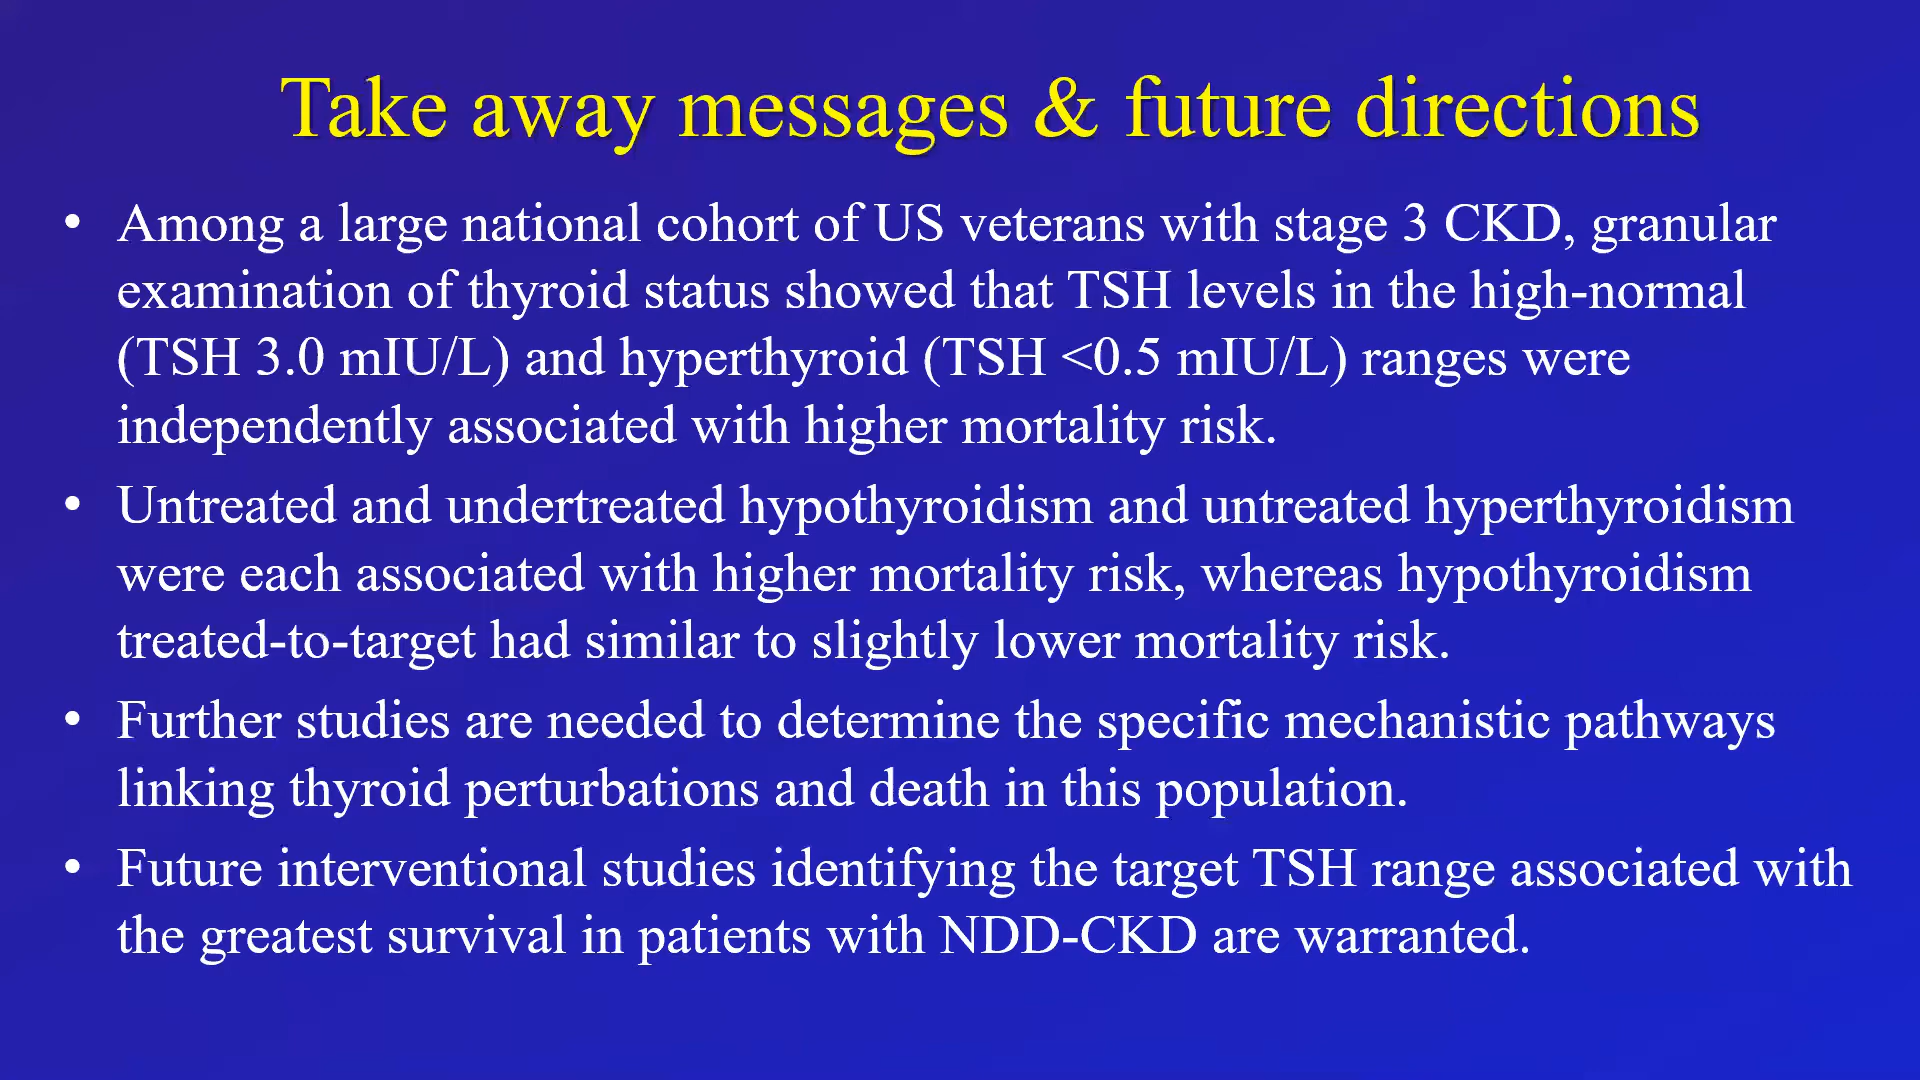 Take away messages & future directions
• Among a large national cohort of US veterans with stage 3 CKD, granular
examination of thyroid status showed that TSH levels in the high-normal
(TSH 3.0 mIU/L) and hyperthyroid (TSH <0.5 mIU/L) ranges were
independently associated with higher mortality risk.
• Untreated and undertreated hypothyroidism and untreated hyperthyroidism
were each associated with higher mortality risk, whereas hypothyroidism
treated-to-target had similar to slightly lower mortality risk.
• Further studies are needed to determine the specific mechanistic pathways
linking thyroid perturbations and death in this population.
• Future interventional studies identifying the target TSH range associated with
the greatest survival in patients with NDD-CKD are warranted.